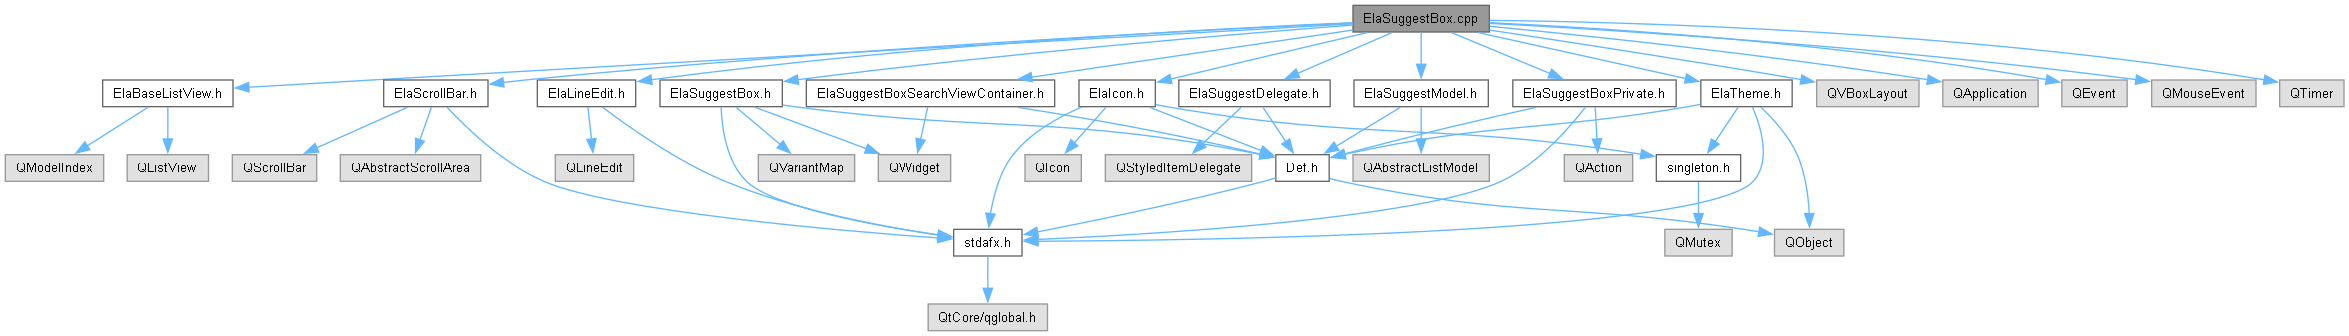 ElaSuggestBox.cpp
ElaBaseListView.h
ElaScrollBar.h
ElaLineEdit.h
ElaSuggestBox.h
ElaSuggestBoxSearchViewContainer.h
ElaIcon.h
ElaSuggestDelegate.h
ElaSuggestModel.h
ElaSuggestBoxPrivate.h
ElaTheme.h
QVBoxLayout
QApplication
QEvent
QMouseEvent
QTimer
QModelIndex
QListView
QScrollBar
QAbstractScrollArea
QLineEdit
QVariantMap
QWidget
QIcon
QStyledItemDelegate
Def.h
QAbstractListModel
QAction
singleton.h
stdafx.h
QMutex
QObject
QtCore/qglobal.h